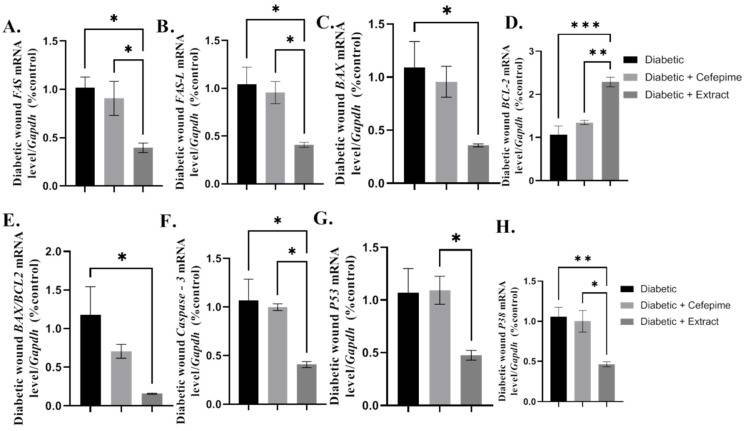 A.
Diabetic wound FAS mRNA
level/Gapdh (%control)
1.5
1.0
0.5
0.0
*
*
B.
Diabetic wound FAS-L mRNA
level/Gapdh (%control)
1.5
1.0
0.5
0.0
*
*
C.
Diabetic wound BAX mRNA
level/Gapdh (%control)
1.5
1.0
0.5
0.0
*
D.
Diabetic wound BCL-2 mRNA
level/Gapdh (%control)
3
2
1
0
***
**
Diabetic
Diabetic + Cefepime
Diabetic + Extract
E.
Diabetic wound BAX/BCL2 mRNA
level/Gapdh (%control)
2.0
1.5
1.0
0.5
0.0
*
F.
Diabetic wound Caspase - 3 mRNA
level/Gapdh (%control)
1.5
1.0
0.5
0.0
*
*
G.
Diabetic wound P53 mRNA
level/Gapdh (%control)
1.5
1.0
0.5
0.0
*
H.
Diabetic wound P38 mRNA
level/Gapdh (%control)
1.5
1.0
0.5
0.0
**
*
Diabetic
Diabetic + Cefepime
Diabetic + Extract